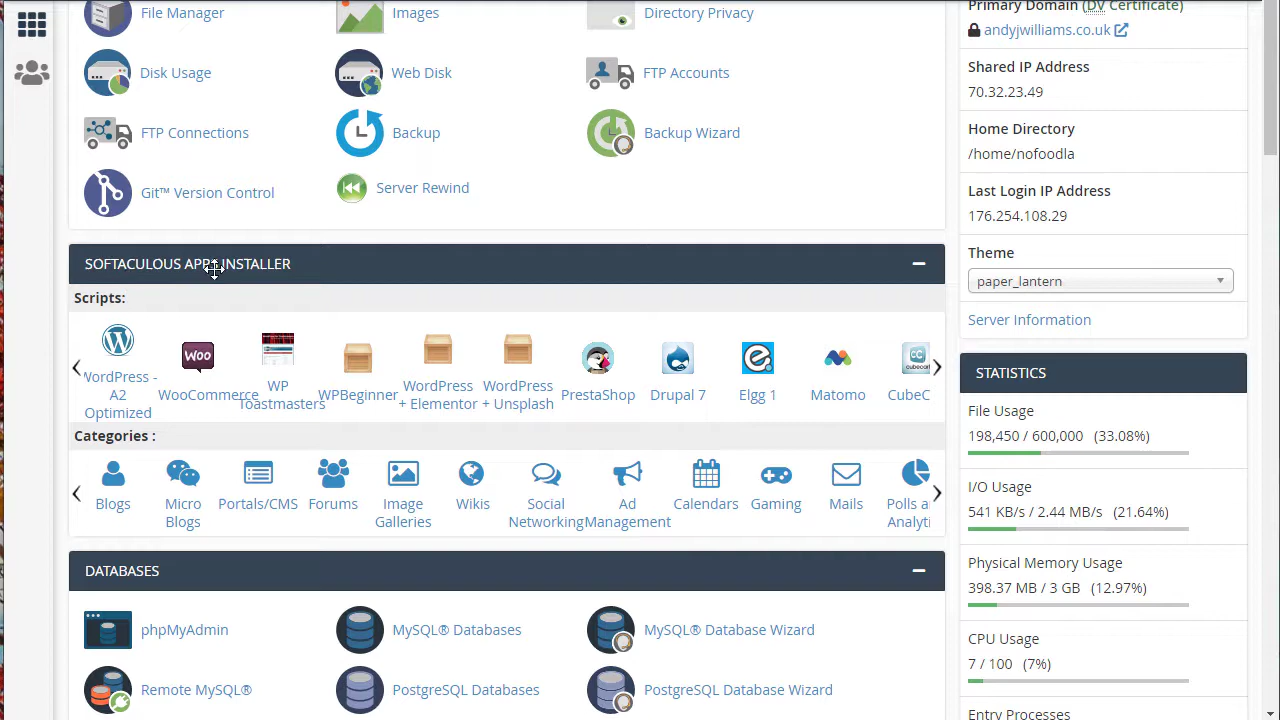 File Manager
Images
Directory Privacy
Disk Usage
Web Disk
FTP Accounts
FTP Connections
Backup
Backup Wizard
Git™ Version Control
Server Rewind
SOFTACULOUS APPS INSTALLER
Scripts:
WordPress -
A2
Optimized
WooCommerce
WP
Toastmasters
WPBeginner
WordPress
+ Elementor
WordPress
+ Unsplash
PrestaShop
Drupal 7
Elgg 1
Matomo
CubeC
Categories :
Blogs
Micro
Blogs
Portals/CMS
Forums
Image
Galleries
Wikis
Social
Networking
Ad
Management
Calendars
Gaming
Mails
Polls a
Analyti
DATABASES
phpMyAdmin
MySQL® Databases
MySQL® Database Wizard
Remote MySQL®
PostgreSQL Databases
PostgreSQL Database Wizard
Primary Domain (DV Certificate)
andyjwilliams.co.uk
Shared IP Address
70.32.23.49
Home Directory
/home/nofoodla
Last Login IP Address
176.254.108.29
Theme
paper_lantern
Server Information
STATISTICS
File Usage
198,450 / 600,000 (33.08%)
I/O Usage
541 KB/s / 2.44 MB/s (21.64%)
Physical Memory Usage
398.37 MB / 3 GB (12.97%)
CPU Usage
7 / 100 (7%)
Entry Processes